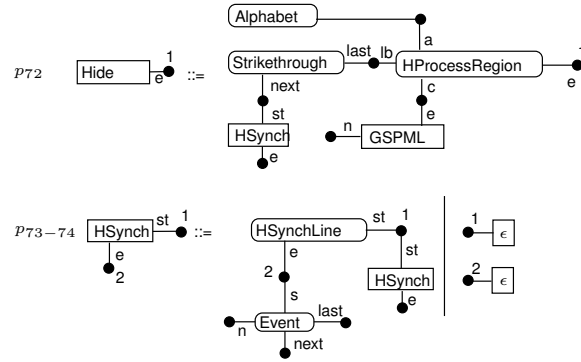 Alphabet
a
p72 Hide e 1 ::= Strikethrough last lb HProcessRegion e 1
next c
st e
HSynch n GSPML
e
p73−74 HSynch st 1 ::= HSynchLine st 1 1 ϵ
e e st
2 2 HSynch 2 ϵ
s e
n Event last
next